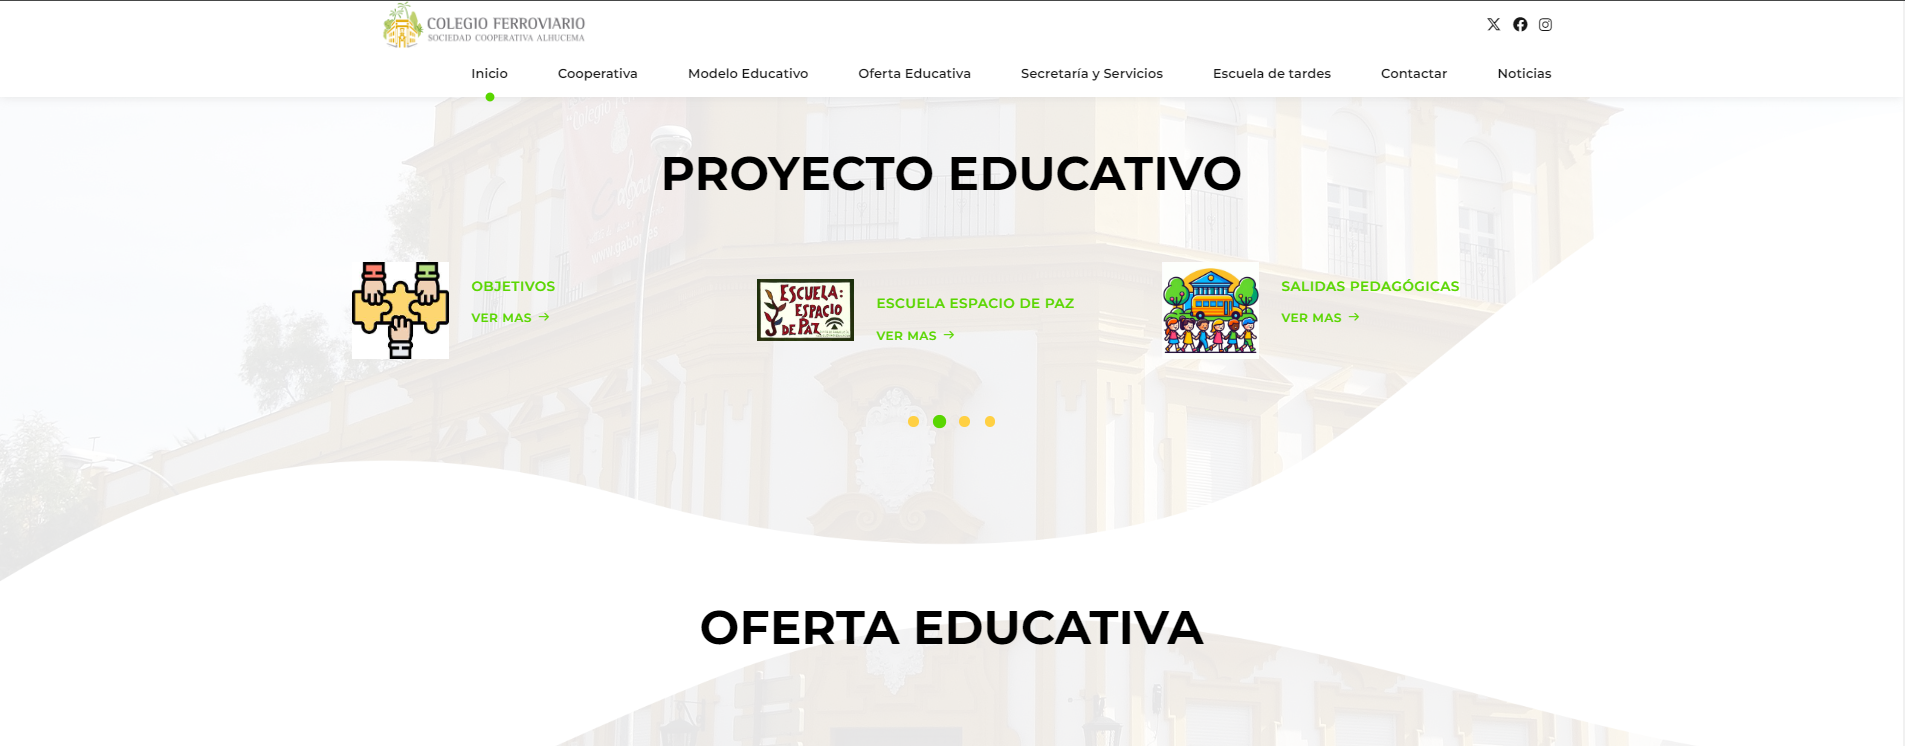 COLEGIO FERROVIARIO
SOCIEDAD COOPERATIVA ALHUCEMA
Inicio
Cooperativa
Modelo Educativo
Oferta Educativa
Secretaría y Servicios
Escuela de tardes
Contactar
Noticias
PROYECTO EDUCATIVO
OBJETIVOS
VER MAS →
ESCUELA:
ESPACIO
DE PAZ
ESCUELA ESPACIO DE PAZ
VER MAS →
SALIDAS PEDAGÓGICAS
VER MAS →
OFERTA EDUCATIVA